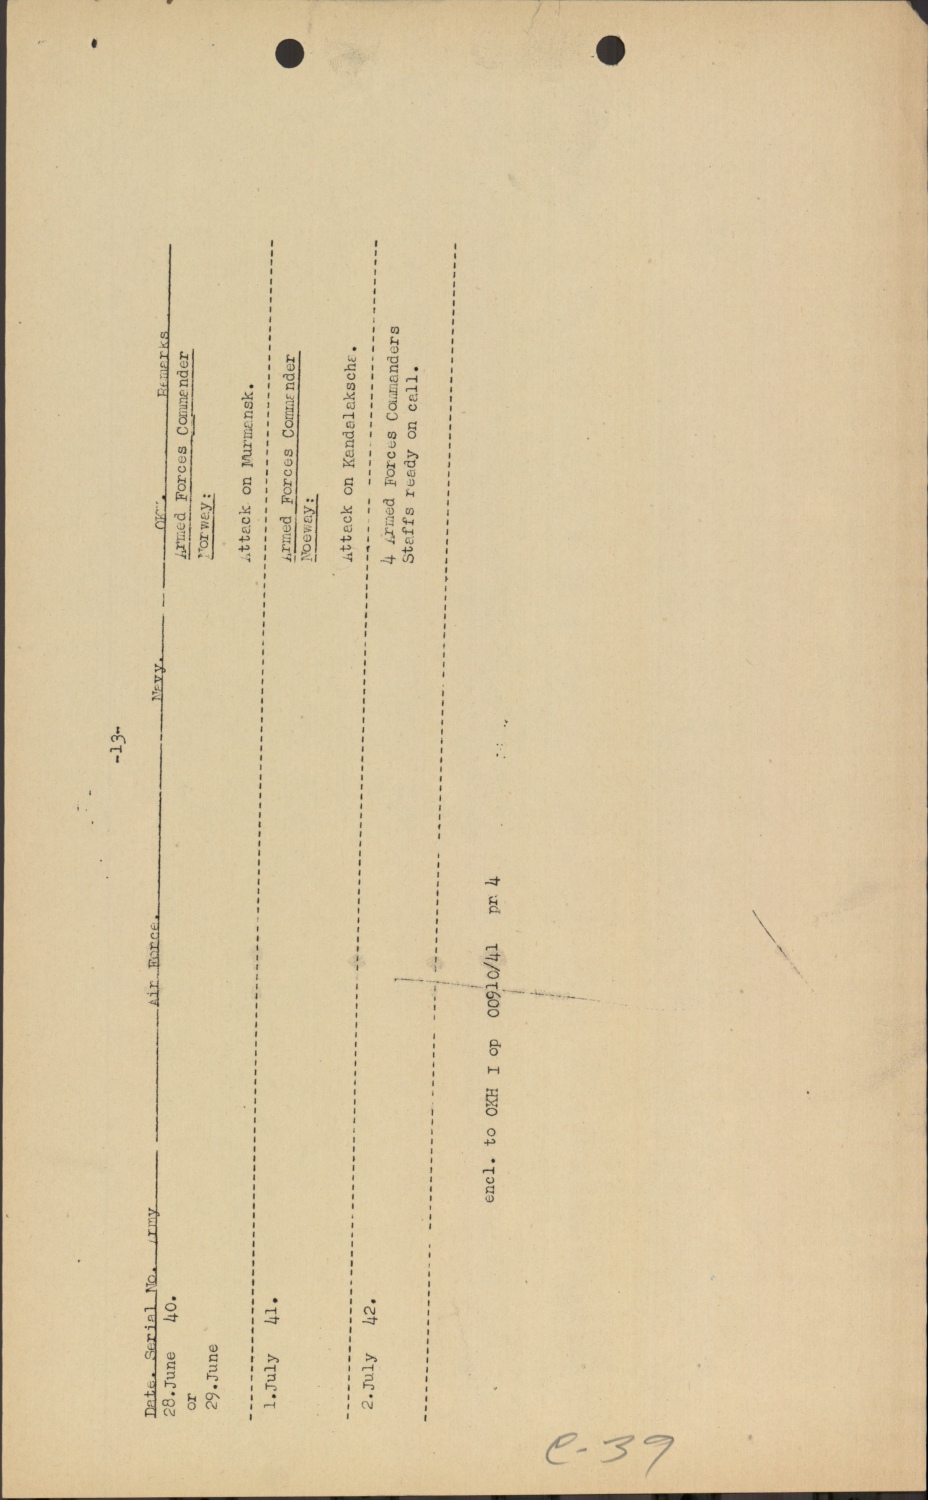 -13-
Date. Serial No. Army Air Force. Navy. OKW. Remarks
28.June 40. Armed Forces Commander
or Norway:
29.June
Attack on Murmansk.
1.July 41. Armed Forces Commander
Noeway:
Attack on Kandalakscha.
2.July 42. 4 Armed Forces Commanders
Staffs ready on call.
encl. to OKH I op 00910/41 pr 4
C-39